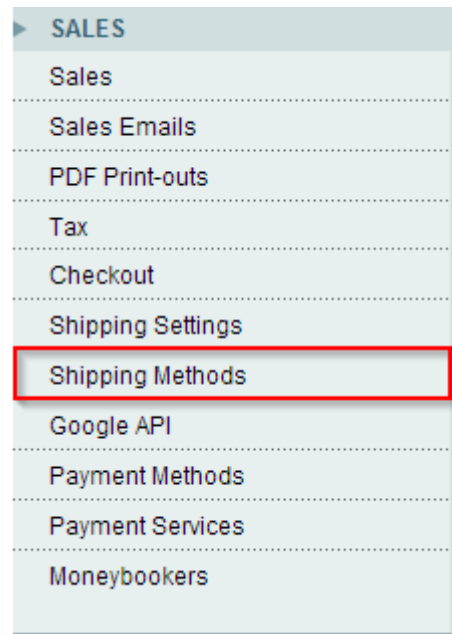 SALES
Sales
Sales Emails
PDF Print-outs
Tax
Checkout
Shipping Settings
Shipping Methods
Google API
Payment Methods
Payment Services
Moneybookers